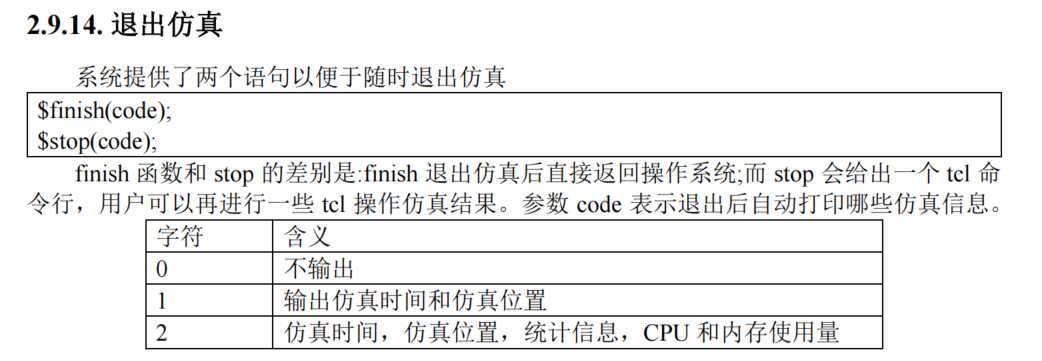 2.9.14. 退出仿真
系统提供了两个语句以便于随时退出仿真
$finish(code);
$stop(code);
finish 函数和 stop 的差别是:finish 退出仿真后直接返回操作系统;而 stop 会给出一个 tcl 命
令行，用户可以再进行一些 tcl 操作仿真结果。参数 code 表示退出后自动打印哪些仿真信息。
字符 含义
0 不输出
1 输出仿真时间和仿真位置
2 仿真时间，仿真位置，统计信息，CPU 和内存使用量